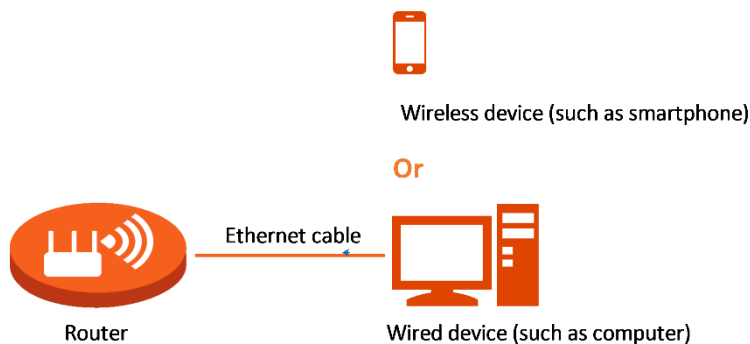 Wireless device (such as smartphone)
Or
Ethernet cable
Router
Wired device (such as computer)